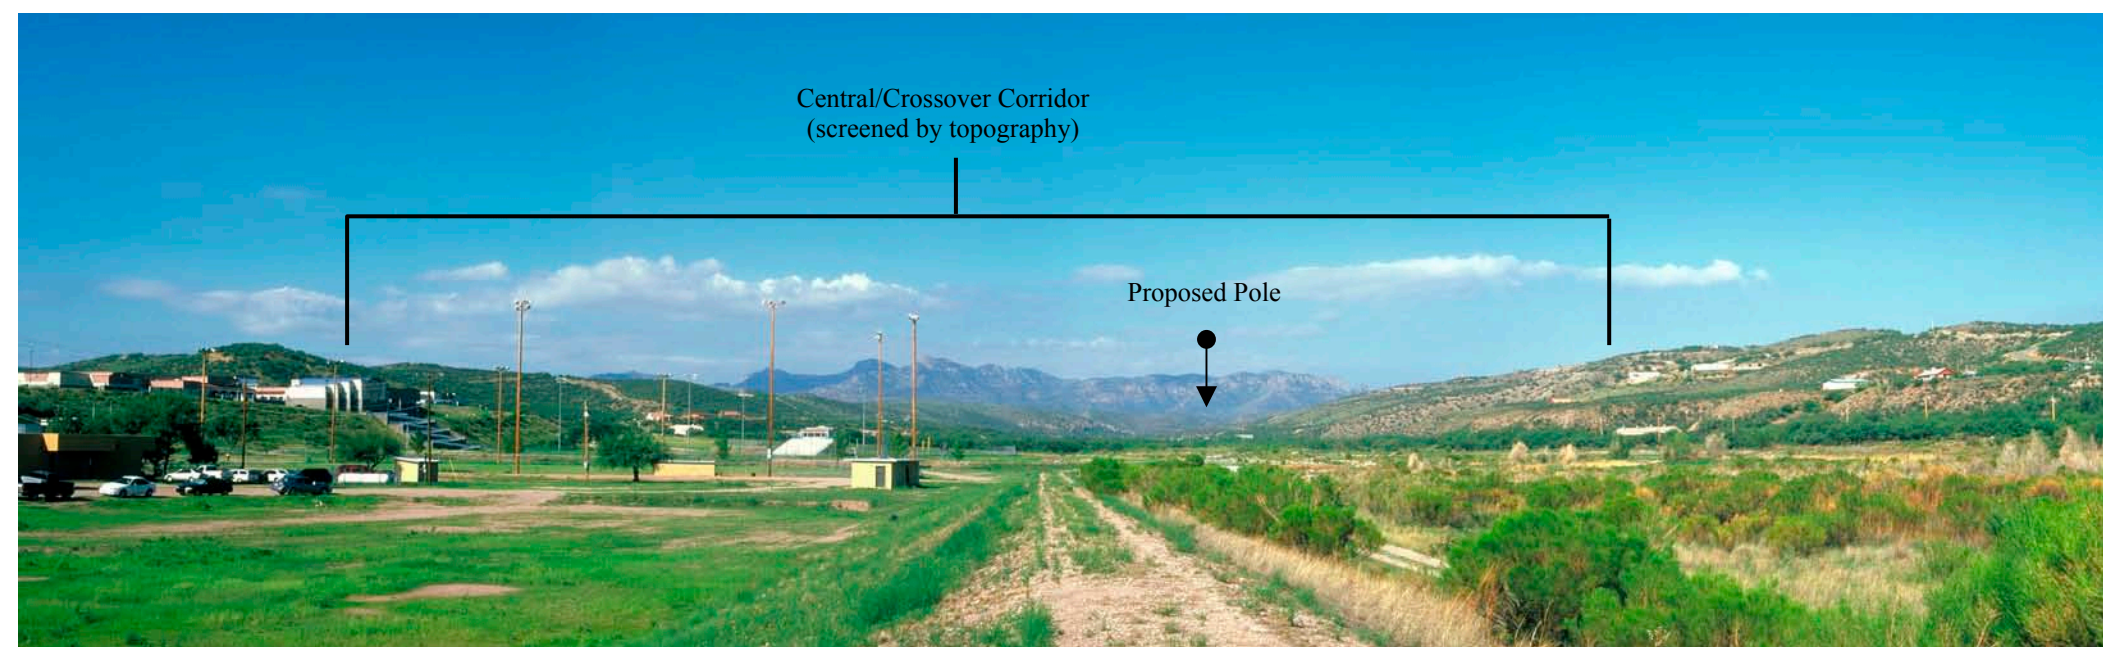 Central/Crossover Corridor
(screened by topography)
Proposed Pole